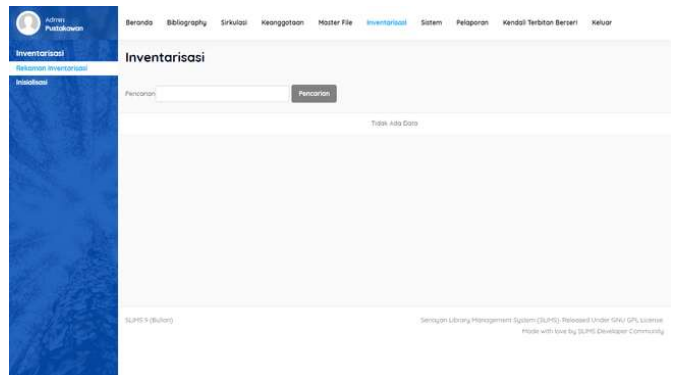 Admin
Pustakawan
Beranda Bibliography Sirkulasi Keanggotaan Master File Inventarisasi Sistem Pelaporan Kendali Terbitan Berseri Keluar
Inventarisasi
Rekaman Inventarisasi
Inisialisasi
Inventarisasi
Pencarian Pencarian
Tidak Ada Data
SLiMS 9 (Bulian)
Senayan Library Management System (SLiMS). Released Under GNU GPL License.
Made with love by SLiMS Developer Community